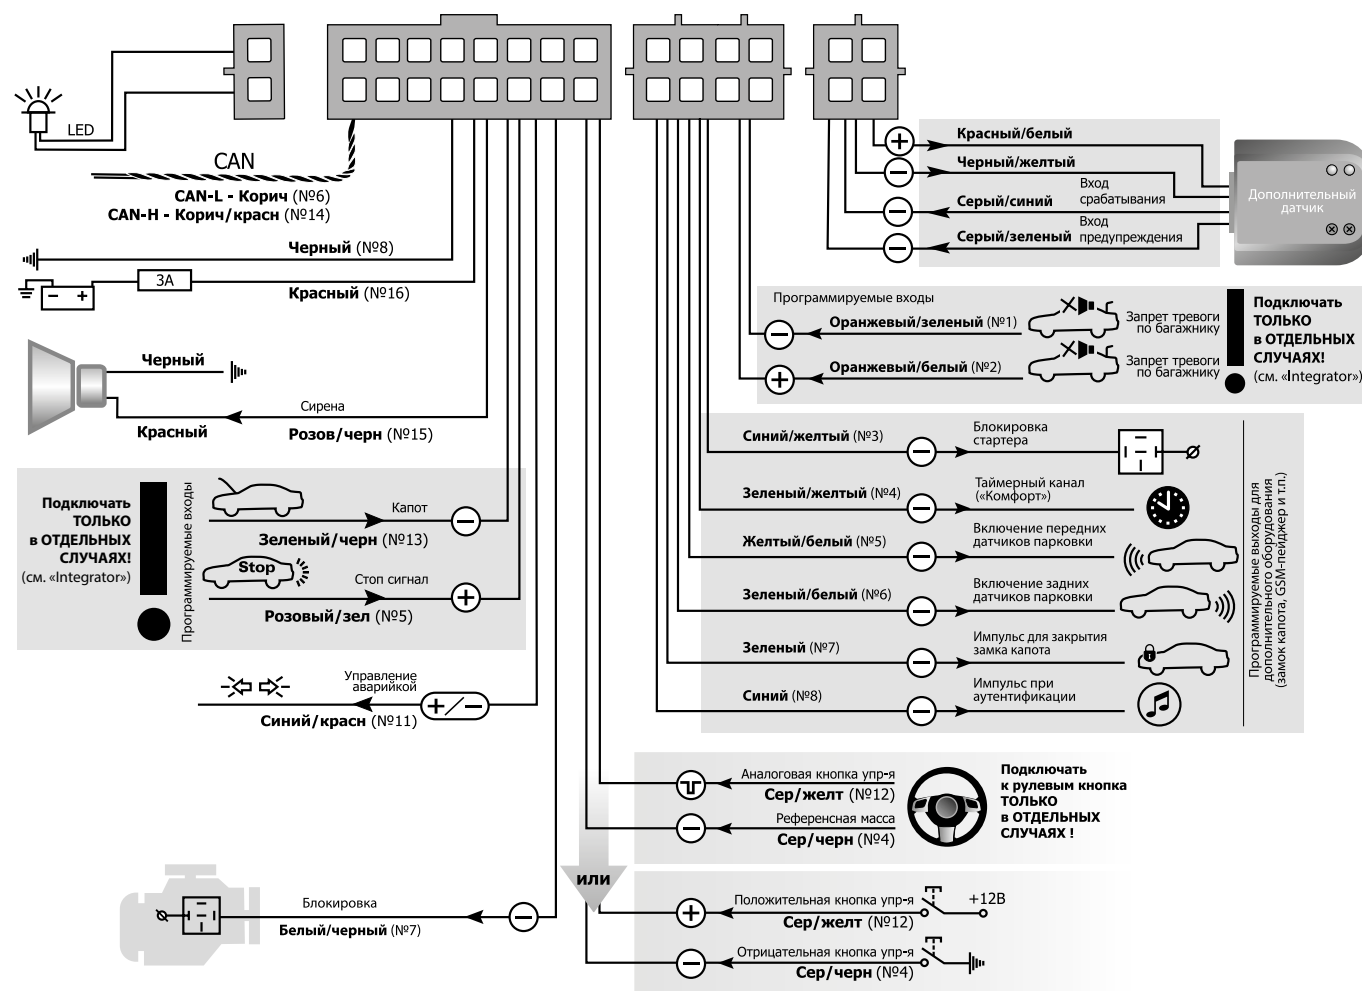 LED
CAN
CAN-L - Корич (№6)
CAN-H - Корич/красн (№14)
Черный (№8)
3А
Красный (№16)
Черный
Сирена
Красный
Розов/черн (№15)
Подключать
ТОЛЬКО
в ОТДЕЛЬНЫХ
СЛУЧАЯХ!
(см. «Integrator»)
Программируемые входы
Капот
Зеленый/черн (№13)
Stop
Стоп сигнал
Розовый/зел (№5)
Управление
аварийкой
Синий/красн (№11)
Блокировка
Белый/черный (№7)
Красный/белый
Черный/желтый
Серый/синий
Вход
срабатывания
Серый/зеленый
Вход
предупреждения
Дополнительный
датчик
Программируемые входы
Оранжевый/зеленый (№1)
Запрет тревоги
по багажнику
Оранжевый/белый (№2)
Запрет тревоги
по багажнику
Подключать
ТОЛЬКО
в ОТДЕЛЬНЫХ
СЛУЧАЯХ!
(см. «Integrator»)
Синий/желтый (№3)
Блокировка
стартера
Зеленый/желтый (№4)
Таймерный канал
(«Комфорт»)
Желтый/белый (№5)
Включение передних
датчиков парковки
Зеленый/белый (№6)
Включение задних
датчиков парковки
Зеленый (№7)
Импульс для закрытия
замка капота
Синий (№8)
Импульс при
аутентификации
Программируемые выходы для
дополнительного оборудования
(замок капота, GSM-пейджер и т.п.)
Аналоговая кнопка упр-я
Сер/желт (№12)
Референсная масса
Сер/черн (№4)
Подключать
к рулевым кнопка
ТОЛЬКО
в ОТДЕЛЬНЫХ
СЛУЧАЯХ !
или
Положительная кнопка упр-я
+12В
Сер/желт (№12)
Отрицательная кнопка упр-я
Сер/черн (№4)